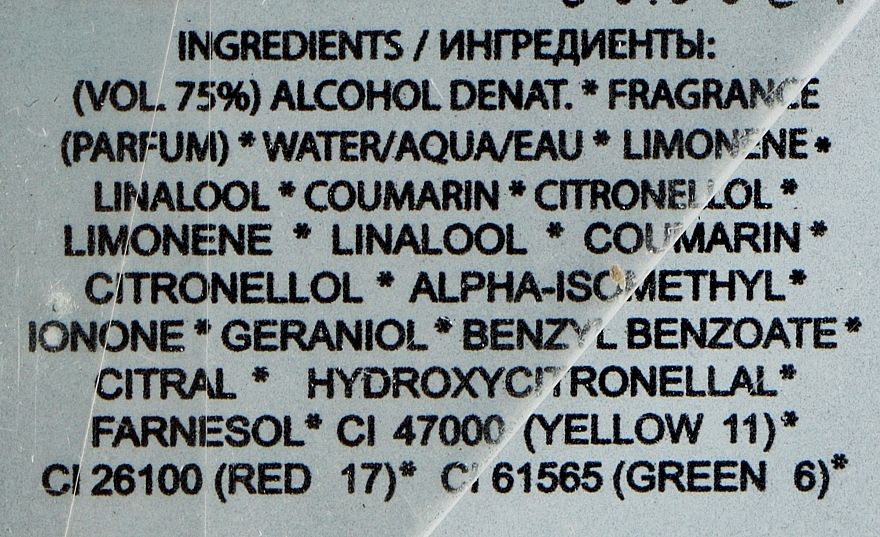 INGREDIENTS / ИНГРЕДИЕНТЫ:
(VOL. 75%) ALCOHOL DENAT. * FRAGRANCE
(PARFUM) * WATER/AQUA/EAU * LIMONENE *
LINALOOL * COUMARIN * CITRONELLOL *
LIMONENE * LINALOOL * COUMARIN *
CITRONELLOL * ALPHA-ISOMETHYL *
IONONE * GERANIOL * BENZYL BENZOATE *
CITRAL * HYDROXYCITRONELLAL *
FARNESOL * CI 47000 (YELLOW 11) *
CI 26100 (RED 17) * CI 61565 (GREEN 6) *